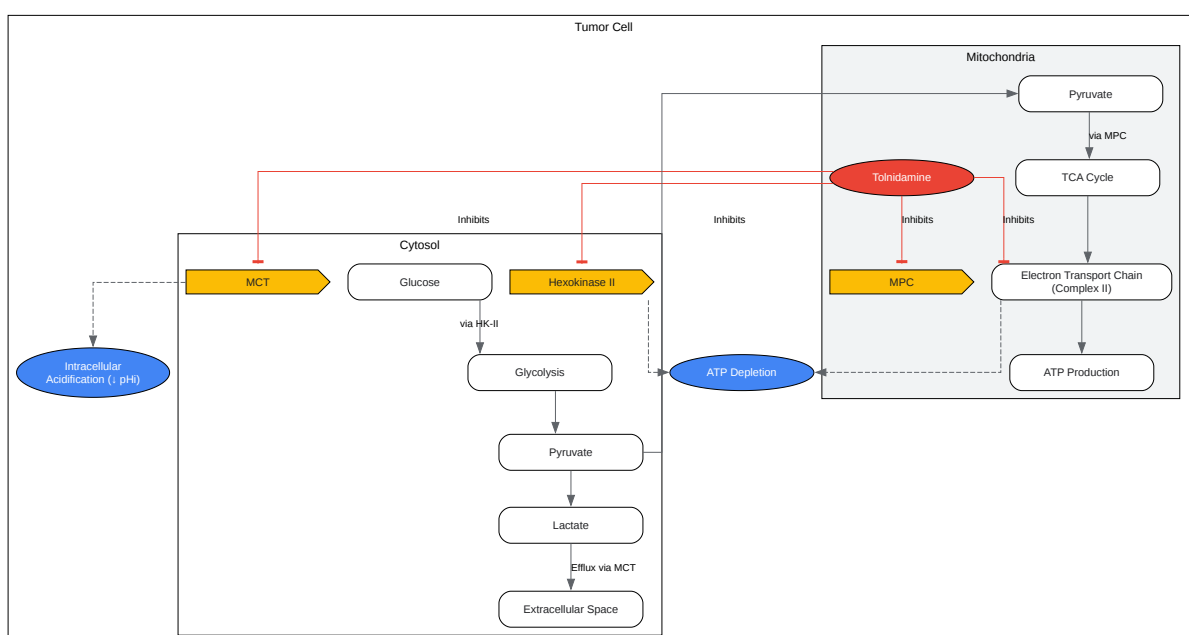 Tumor Cell
Mitochondria
Pyruvate
via MPC
Tolnidamine
TCA Cycle
Inhibits
Inhibits
Inhibits
Inhibits
Cytosol
MCT
Glucose
Hexokinase II
MPC
Electron Transport Chain
(Complex II)
via HK-II
Intracellular
Acidification (↓ pHi)
Glycolysis
ATP Depletion
ATP Production
Pyruvate
Lactate
Efflux via MCT
Extracellular Space